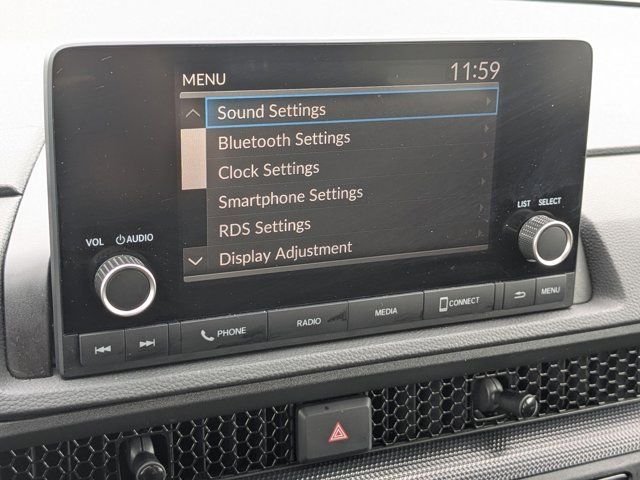 MENU 11:59
Sound Settings
Bluetooth Settings
Clock Settings
Smartphone Settings
RDS Settings
Display Adjustment
VOL AUDIO
LIST SELECT
PHONE RADIO MEDIA CONNECT MENU